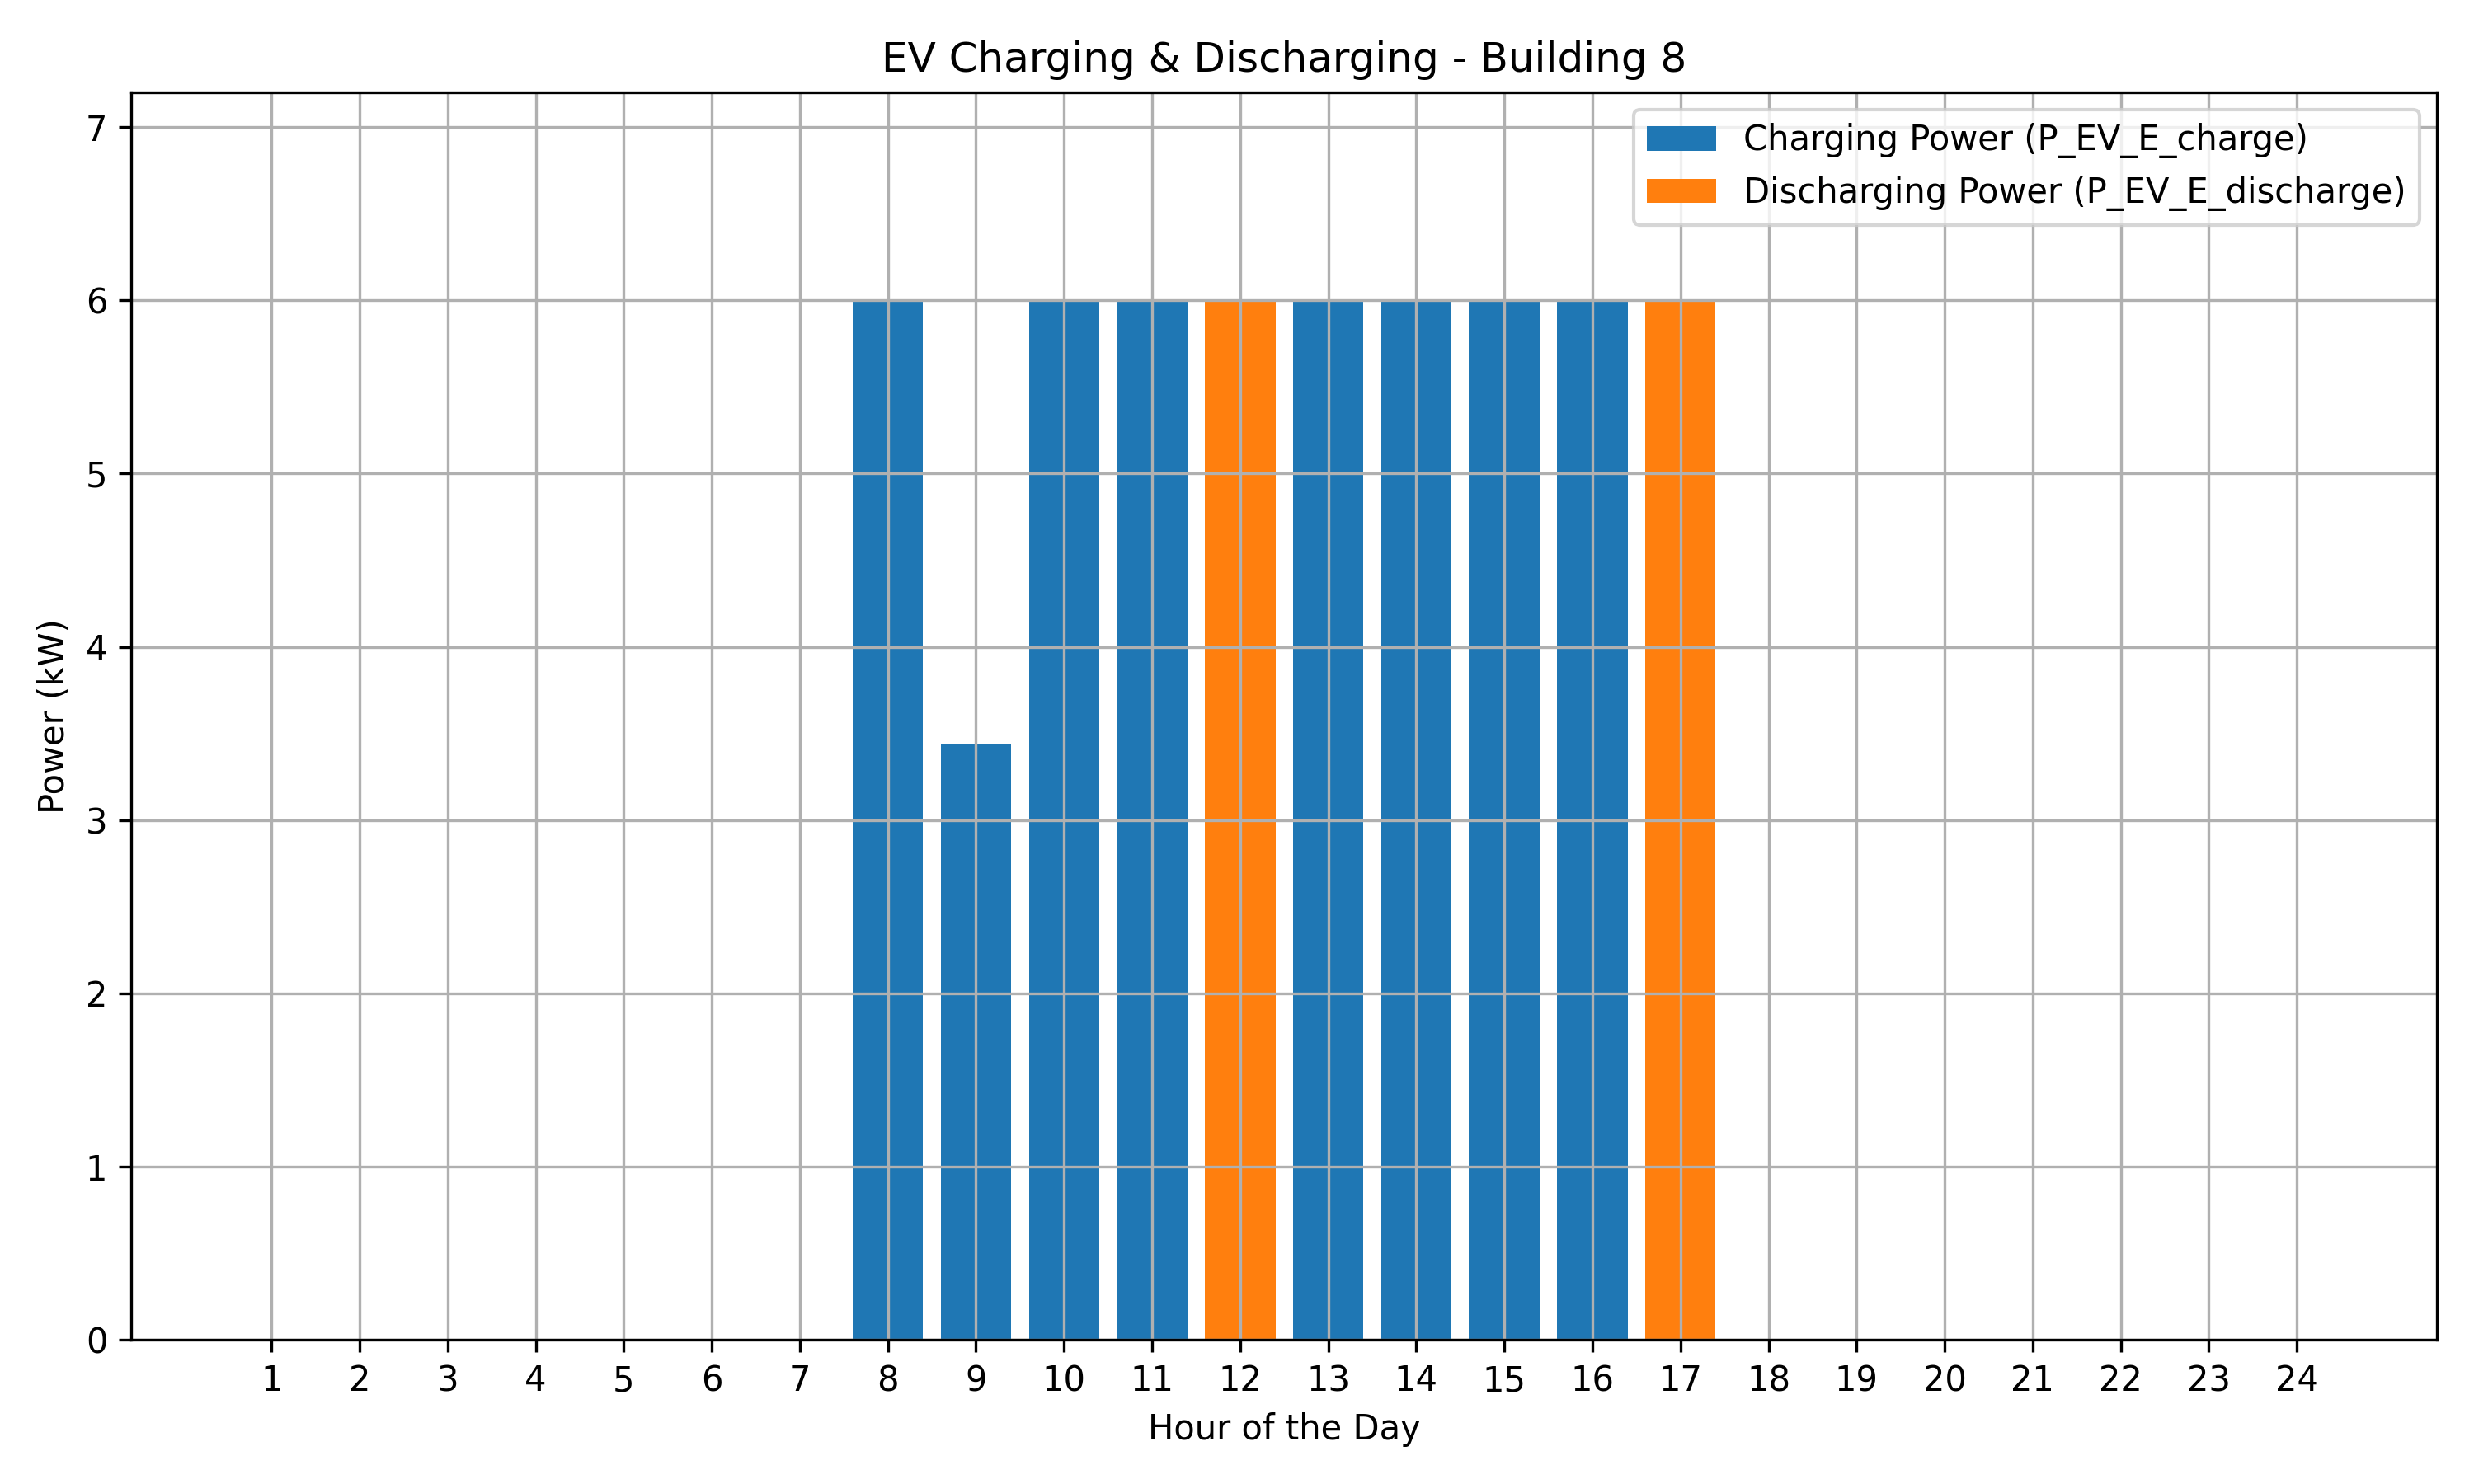 EV Charging & Discharging - Building 8
Charging Power (P_EV_E_charge)
Discharging Power (P_EV_E_discharge)
Power (kW)
7
6
5
4
3
2
1
0
1 2 3 4 5 6 7 8 9 10 11 12 13 14 15 16 17 18 19 20 21 22 23 24
Hour of the Day